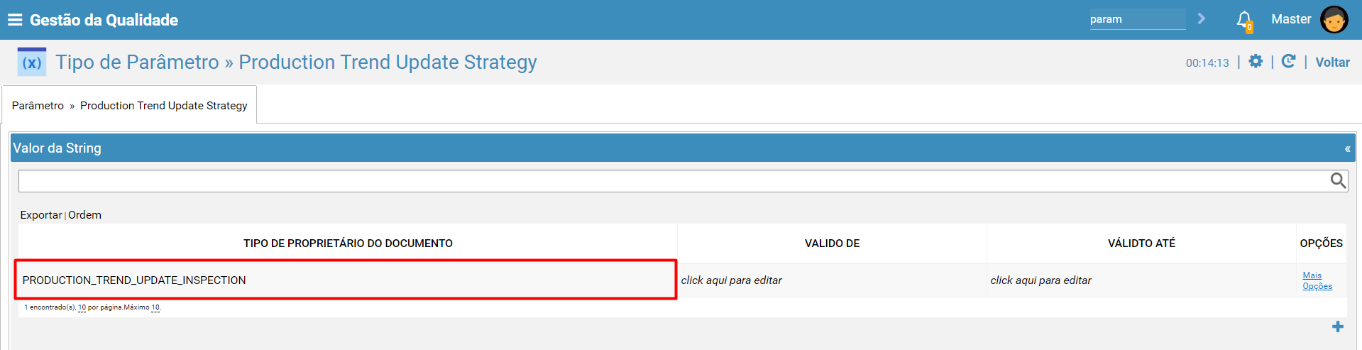 Gestão da Qualidade
param
0
Master
(X)
Tipo de Parâmetro » Production Trend Update Strategy
00:14:13 | | | Voltar
Parâmetro » Production Trend Update Strategy
Valor da String
«
Exportar | Ordem
TIPO DE PROPRIETÁRIO DO DOCUMENTO VALIDO DE VÁLIDTO ATÉ OPÇÕES
PRODUCTION_TREND_UPDATE_INSPECTION click aqui para editar click aqui para editar Mais Opções
1 encontrado(s), 10 por página.Máximo 10.